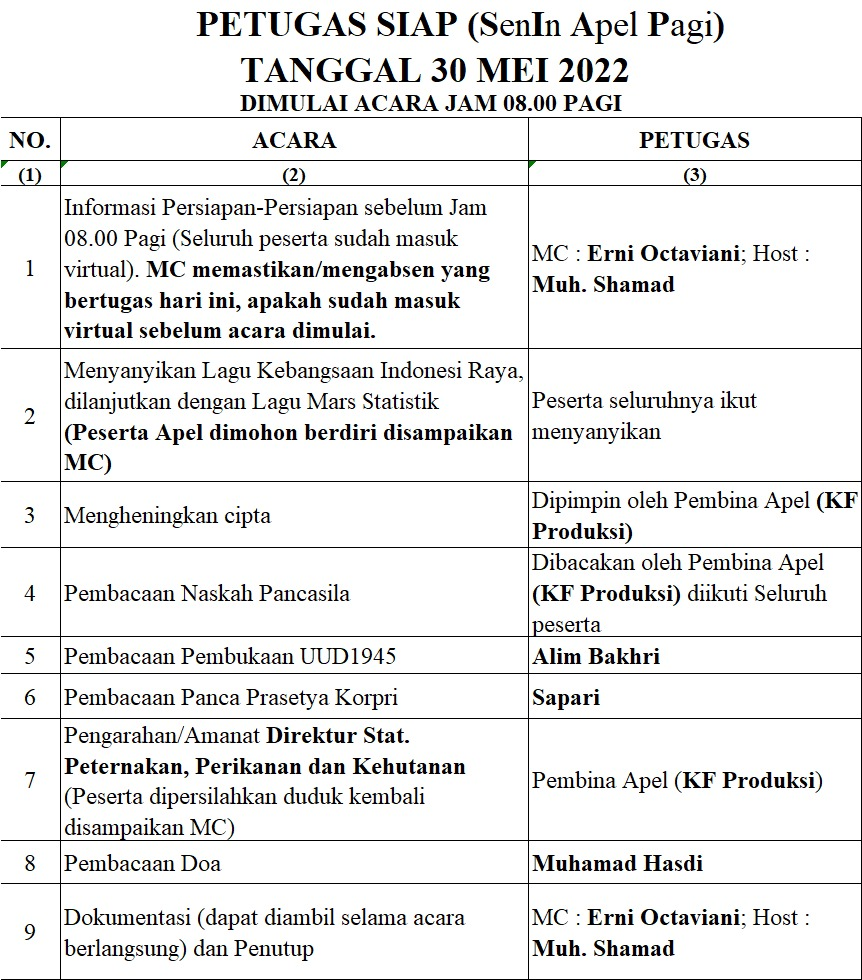 PETUGAS SIAP (SenIn Apel Pagi)
TANGGAL 30 MEI 2022
DIMULAI ACARA JAM 08.00 PAGI
NO. ACARA PETUGAS
(1) (2) (3)
1
Informasi Persiapan-Persiapan sebelum Jam
08.00 Pagi (Seluruh peserta sudah masuk
virtual). MC memastikan/mengabsen yang
bertugas hari ini, apakah sudah masuk
virtual sebelum acara dimulai.
MC : Erni Octaviani; Host :
Muh. Shamad
2
Menyanyikan Lagu Kebangsaan Indonesi Raya,
dilanjutkan dengan Lagu Mars Statistik
(Peserta Apel dimohon berdiri disampaikan
MC)
Peserta seluruhnya ikut
menyanyikan
3
Mengheningkan cipta
Dipimpin oleh Pembina Apel (KF
Produksi)
4
Pembacaan Naskah Pancasila
Dibacakan oleh Pembina Apel
(KF Produksi) diikuti Seluruh
peserta
5
Pembacaan Pembukaan UUD1945
Alim Bakhri
6
Pembacaan Panca Prasetya Korpri
Sapari
7
Pengarahan/Amanat Direktur Stat.
Peternakan, Perikanan dan Kehutanan
(Peserta dipersilahkan duduk kembali
disampaikan MC)
Pembina Apel (KF Produksi)
8
Pembacaan Doa
Muhamad Hasdi
9
Dokumentasi (dapat diambil selama acara
berlangsung) dan Penutup
MC : Erni Octaviani; Host :
Muh. Shamad